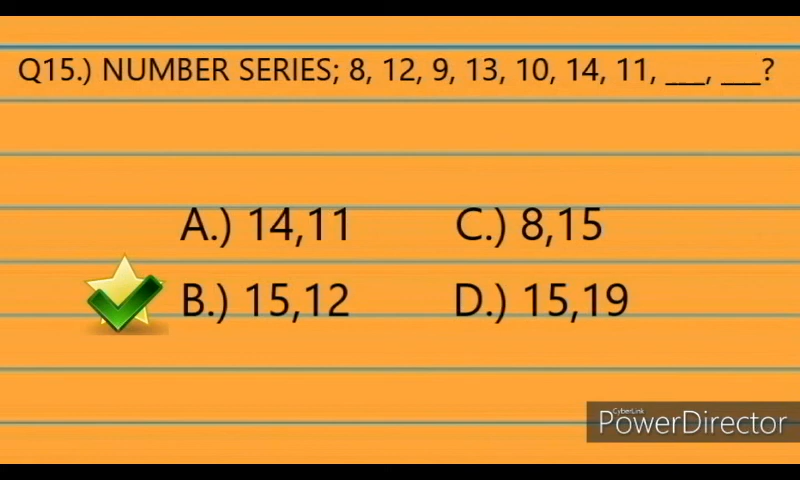 Q15.) NUMBER SERIES; 8, 12, 9, 13, 10, 14, 11, ___, ___?
A.) 14,11
C.) 8,15
B.) 15,12
D.) 15,19
CyberLink
PowerDirector